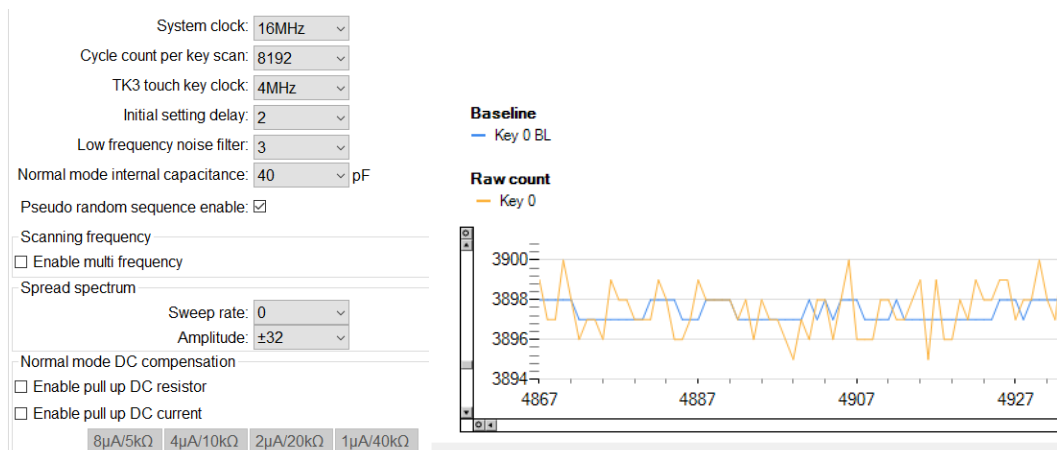 System clock: 16MHz
Cycle count per key scan: 8192
TK3 touch key clock: 4MHz
Initial setting delay: 2
Low frequency noise filter: 3
Normal mode internal capacitance: 40 pF
Pseudo random sequence enable:
Scanning frequency
Enable multi frequency
Spread spectrum
Sweep rate: 0
Amplitude: ±32
Normal mode DC compensation
Enable pull up DC resistor
Enable pull up DC current
8µA/5kΩ 4µA/10kΩ 2µA/20kΩ 1µA/40kΩ
Baseline
Key 0 BL
Raw count
Key 0
3900
3898
3896
3894
4867 4887 4907 4927